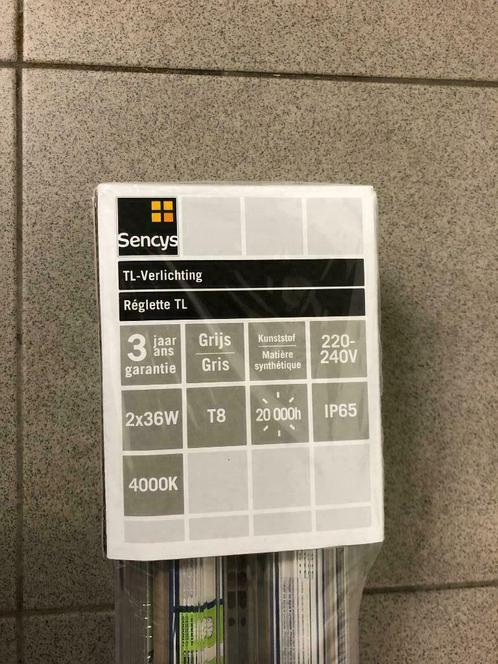 Sencys
TL-Verlichting
Réglette TL
3 jaar
ans
garantie
Grijs
Gris
Kunststof
Matière
synthétique
220-
240V
2x36W
T8
20 000h
IP65
4000K